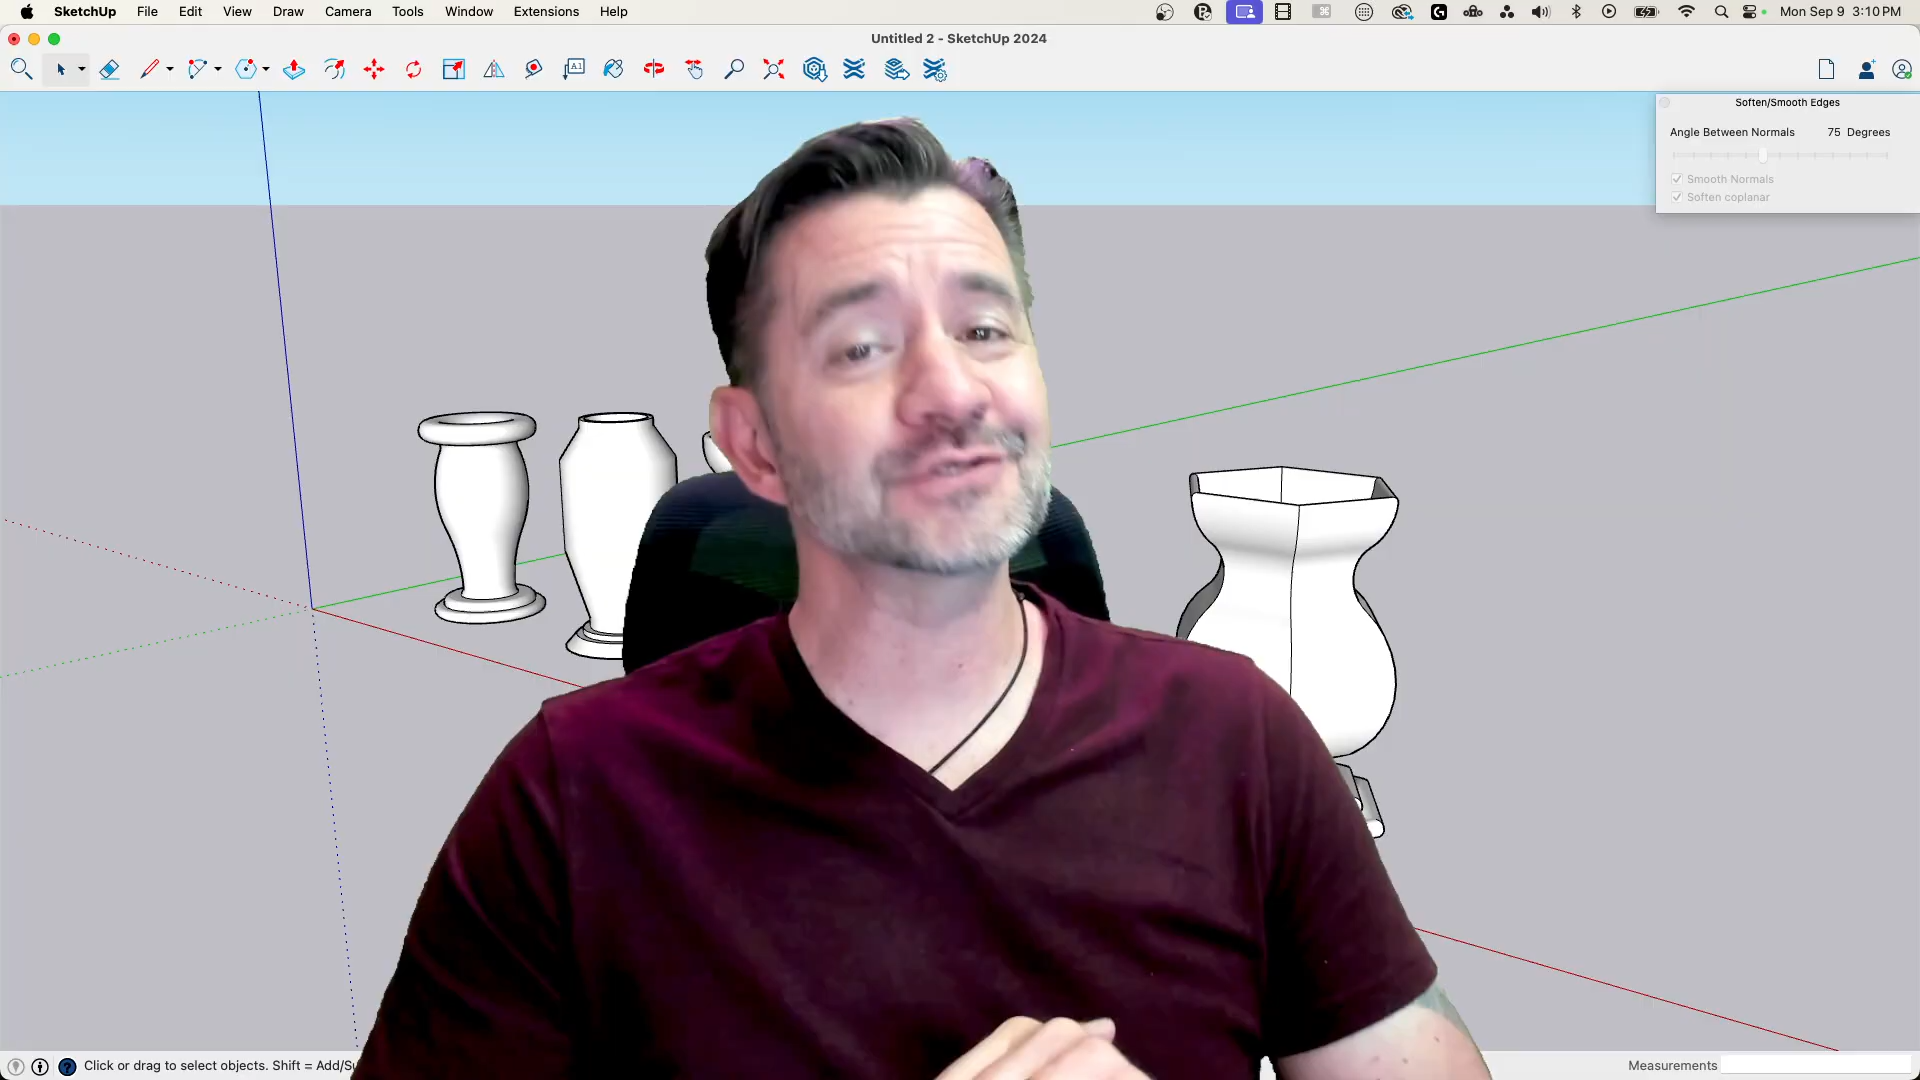 SketchUp File Edit View Draw Camera Tools Window Extensions Help Mon Sep 9 3:10 PM
Untitled 2 - SketchUp 2024
A1
Soften/Smooth Edges
Angle Between Normals 75 Degrees
Smooth Normals
Soften coplanar
Click or drag to select objects. Shift = Add/Su
Measurements